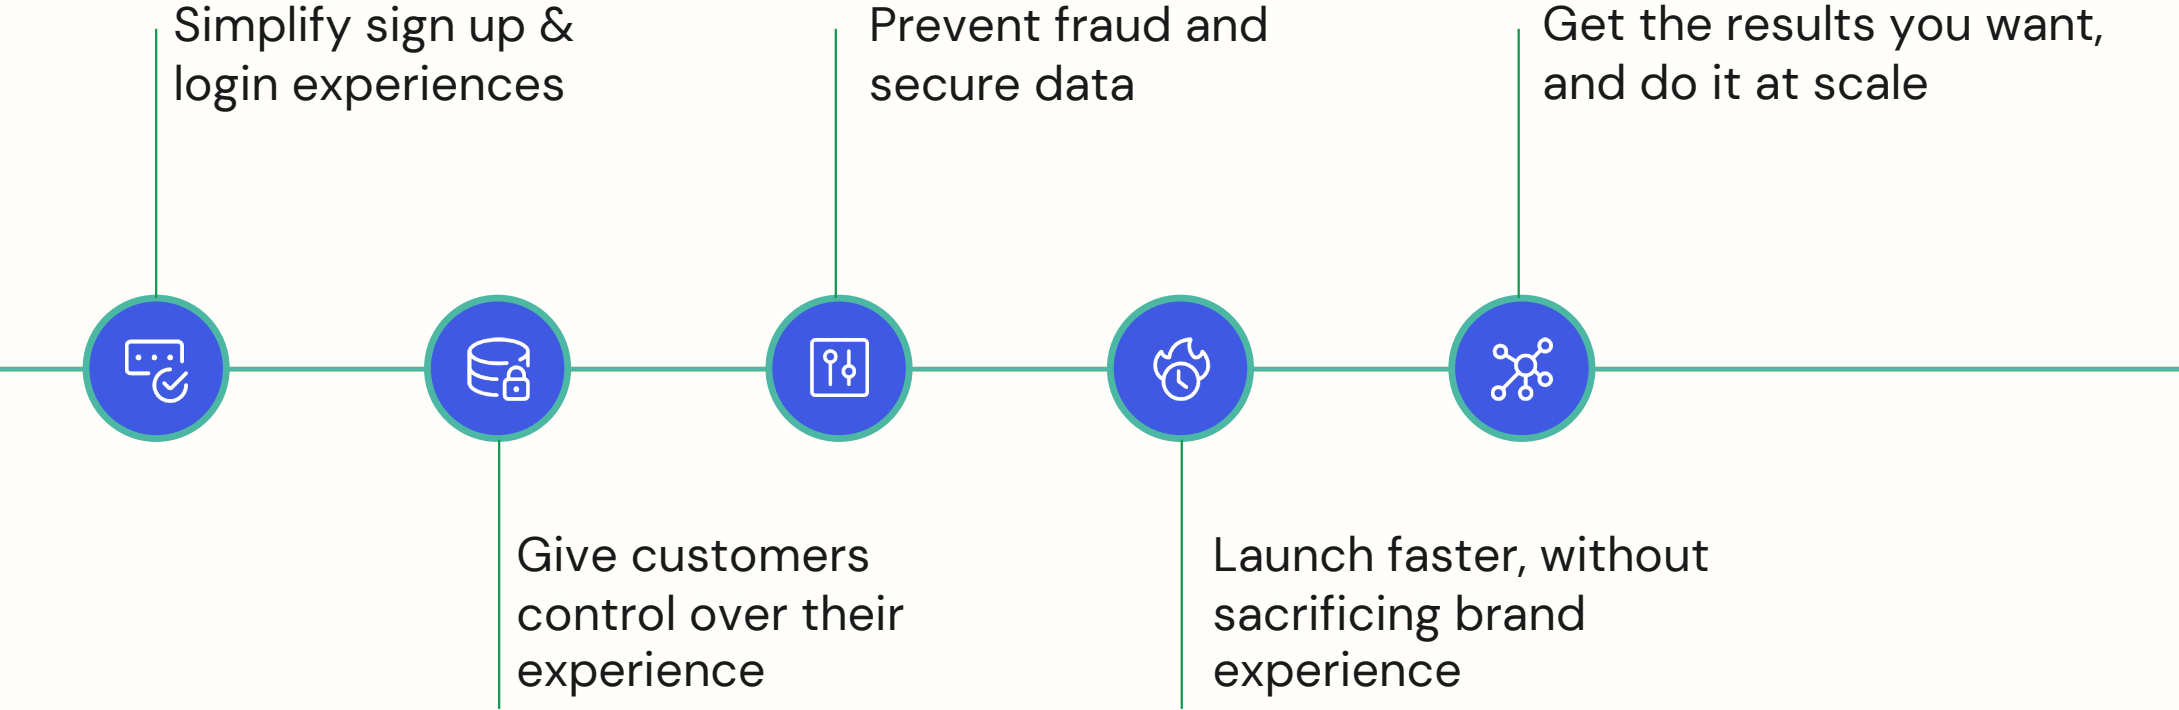 Simplify sign up &
login experiences
Prevent fraud and
secure data
Get the results you want,
and do it at scale
Give customers
control over their
experience
Launch faster, without
sacrificing brand
experience